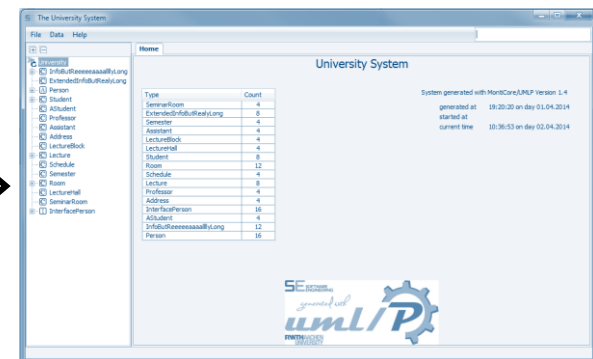 The University System
File Data Help
Home
University
InfoButReeeeeaaaalllyLong
ExtendedInfoButRealyLong
Person
Student
AStudent
Professor
Assistant
Address
LectureBlock
Lecture
Schedule
Semester
Room
LectureHall
SeminarRoom
InterfacePerson
University System
Type Count
SeminarRoom 4
ExtendedInfoButRealyLong 8
Semester 4
Assistant 4
LectureBlock 4
LectureHall 4
Student 8
Room 12
Schedule 4
Lecture 8
Professor 4
Address 4
InterfacePerson 16
AStudent 4
InfoButReeeeeaaaalllyLong 12
Person 16
System generated with MontiCore/UMLP Version 1.4
generated at 19:20:20 on day 01.04.2014
started at
current time 10:36:53 on day 02.04.2014
SE SOFTWARE ENGINEERING
generated with
uml/P
RWTH AACHEN UNIVERSITY